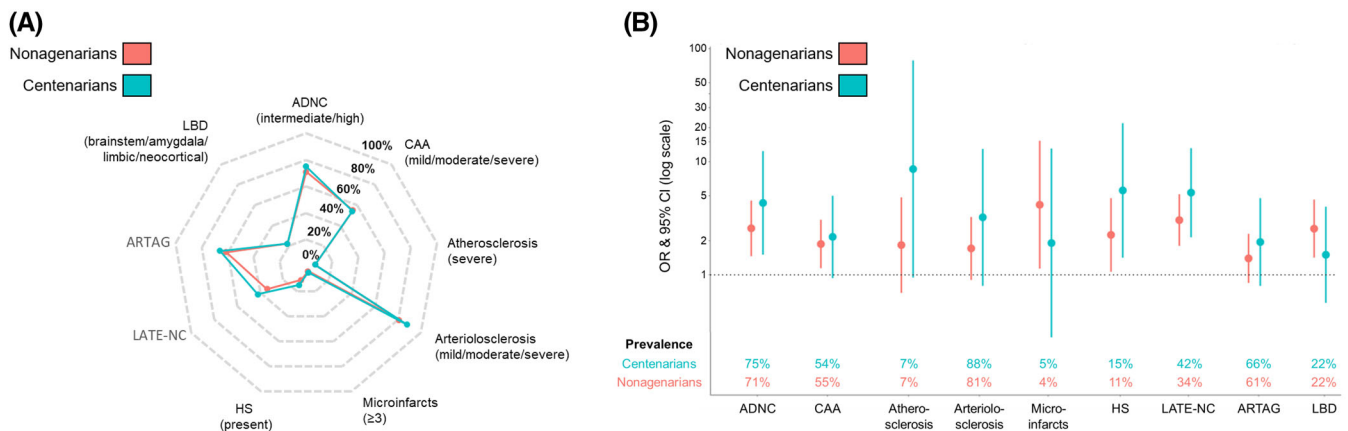 (A)
Nonagenarians
Centenarians
ADNC
(intermediate/high)
LBD
(brainstem/amygdala/
limbic/neocortical)
CAA
(mild/moderate/severe)
100%
80%
60%
40%
20%
0%
ARTAG
Atherosclerosis
(severe)
LATE-NC
Arteriolosclerosis
(mild/moderate/severe)
HS
(present)
Microinfarcts
(≥3)
(B)
Nonagenarians
Centenarians
OR & 95% CI (log scale)
100
50
30
20
15
10
5
2
1
Prevalence
Centenarians 75% 54% 7% 88% 5% 15% 42% 66% 22%
Nonagenarians 71% 55% 7% 81% 4% 11% 34% 61% 22%
ADNC CAA Athero- Arteriolo- Micro- HS LATE-NC ARTAG LBD
sclerosis sclerosis infarcts